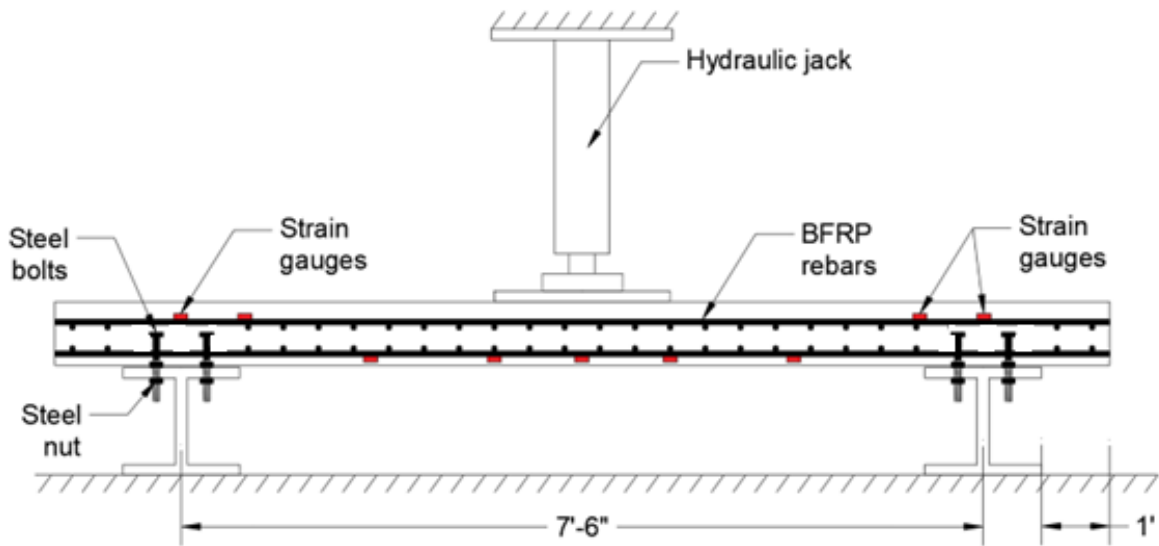 Hydraulic jack
Steel
bolts
Strain
gauges
BFRP
rebars
Strain
gauges
Steel
nut
7'-6"
1'